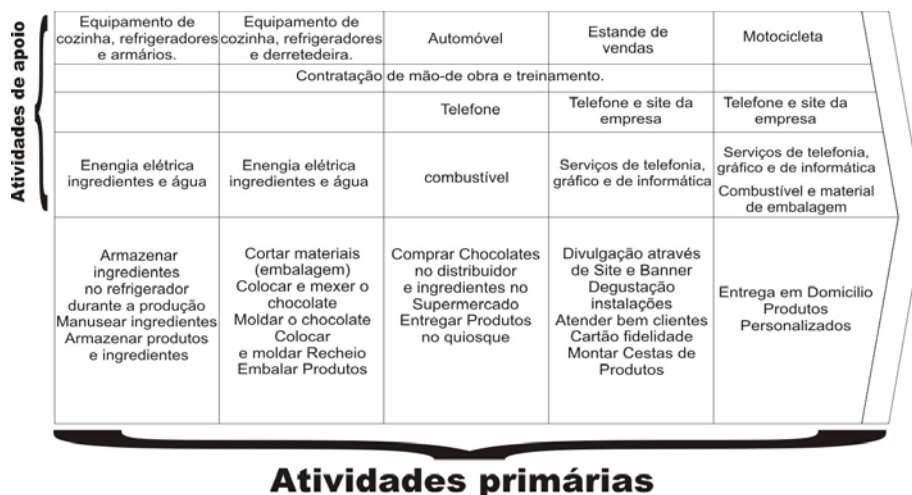 Atividades de apoio
Equipamento de
cozinha, refrigeradores
e armários.
Equipamento de
cozinha, refrigeradores
e derretedeira.
Automóvel
Estande de
vendas
Motocicleta
Contratação de mão-de obra e treinamento.
Telefone
Telefone e site da
empresa
Telefone e site da
empresa
Energia elétrica
ingredientes e água
Energia elétrica
ingredientes e água
combustível
Serviços de telefonia,
gráfico e de informática
Serviços de telefonia,
gráfico e de informática
Combustível e material
de embalagem
Armazenar
ingredientes
no refrigerador
durante a produção
Manusear ingredientes
Armazenar produtos
e ingredientes
Cortar materiais
(embalagem)
Colocar e mexer o
chocolate
Moldar o chocolate
Colocar
e moldar Recheio
Embalar Produtos
Comprar Chocolates
no distribuidor
e ingredientes no
Supermercado
Entregar Produtos
no quiosque
Divulgação através
de Site e Banner
Degustação
instalações
Atender bem clientes
Cartão fidelidade
Montar Cestas de
Produtos
Entrega em Domicilio
Produtos
Personalizados
Atividades primárias